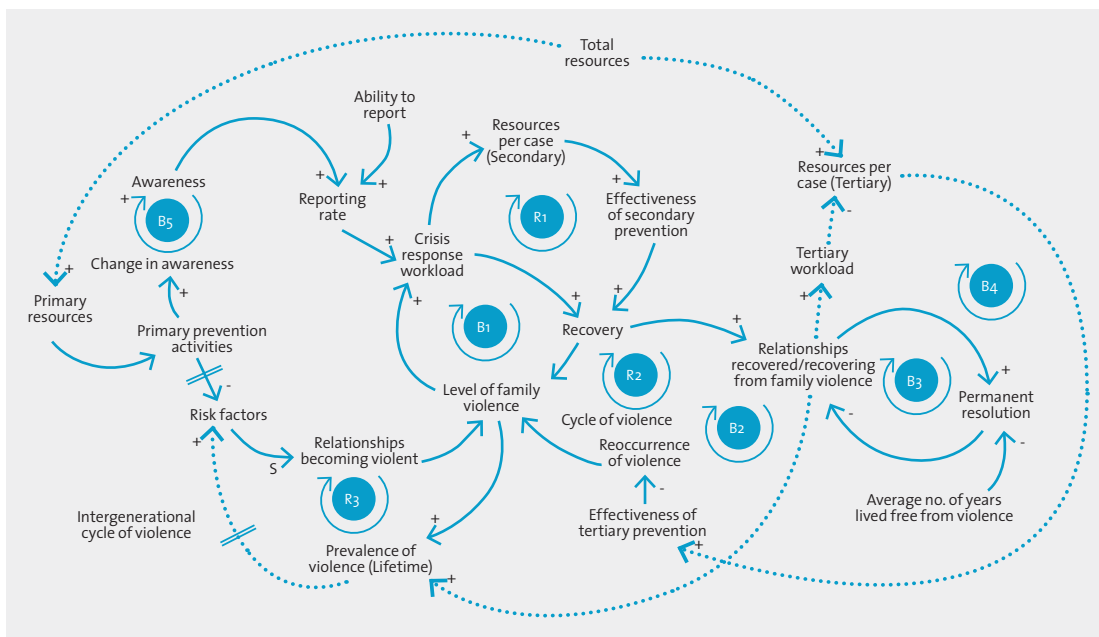 Total
resources
Ability to
report
Resources
per case
(Secondary)
+
+
Resources per
case (Tertiary)
-
Awareness
+
B5
Change in awareness
+
+
Reporting
rate
+
+
Effectiveness
of secondary
prevention
R1
Crisis
response
workload
+
+
Tertiary
workload
+
B4
+
Primary
resources
Primary prevention
activities
+
B1
+
+
Recovery
+
Relationships
recovered/recovering
from family violence
-
Risk factors
+
Level of family
violence
R2
Cycle of violence
B3
+
Permanent
resolution
-
-
B2
Relationships
becoming violent
S
Reoccurrence
of violence
-
R3
Intergenerational
cycle of violence
Effectiveness of
tertiary prevention
+
Average no. of years
lived free from violence
+
Prevalence of
violence (Lifetime)
+